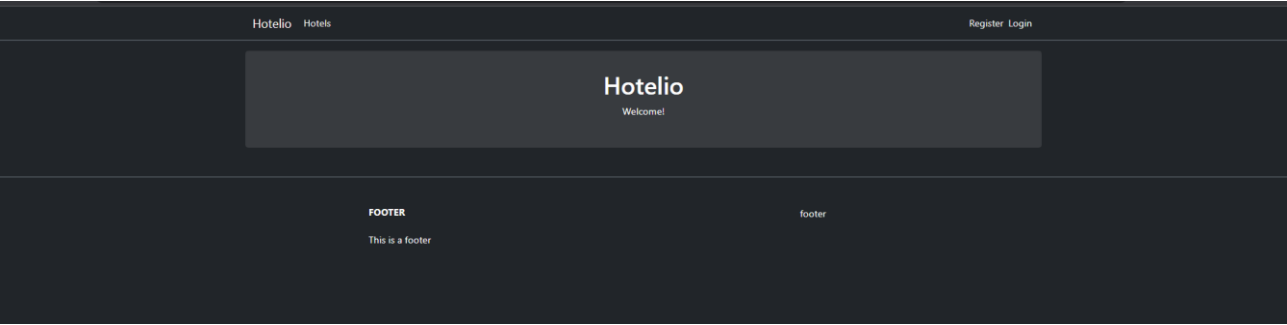 Hotelio Hotels Register Login
Hotelio
Welcome!
FOOTER
This is a footer
footer